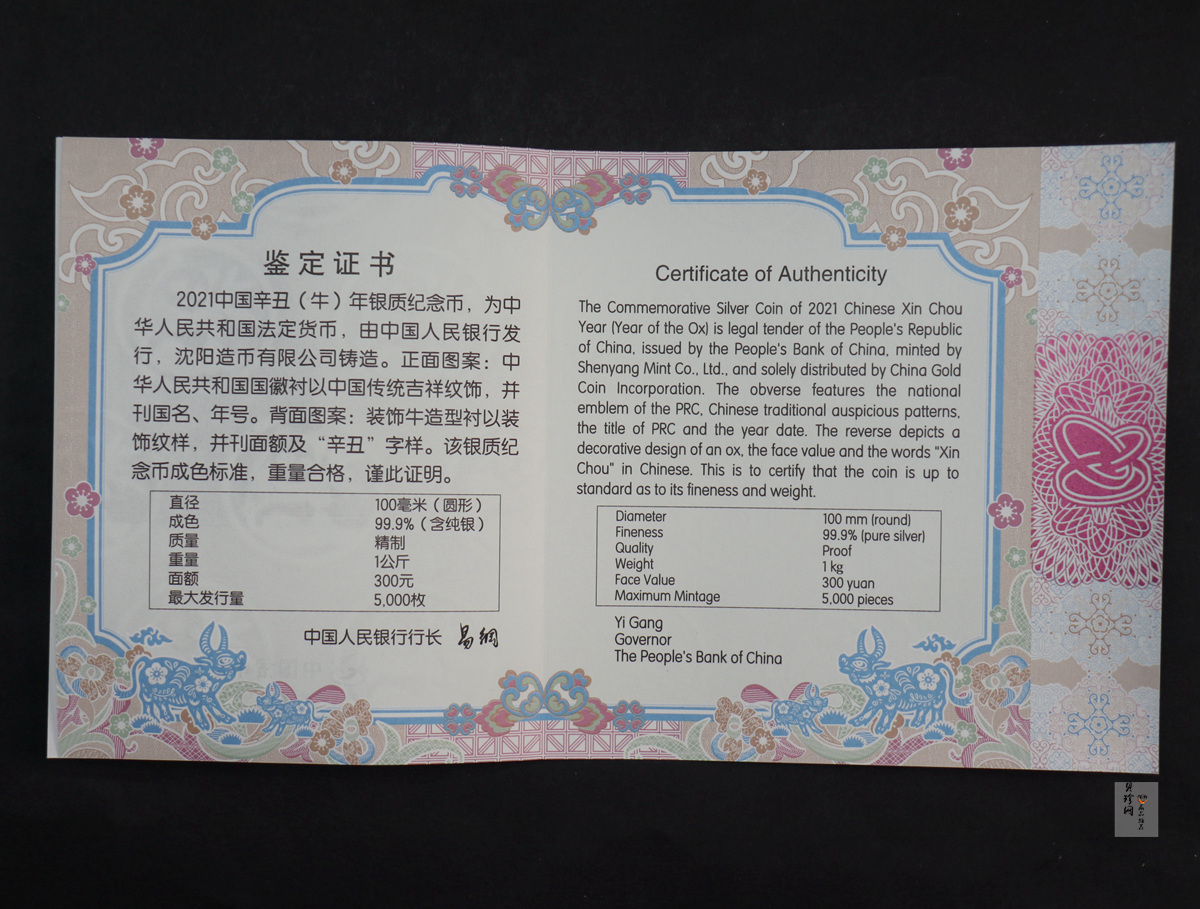 鉴定证书
2021中国辛丑（牛）年银质纪念币，为中
华人民共和国法定货币，由中国人民银行发
行，沈阳造币有限公司铸造。正面图案：中
华人民共和国国徽衬以中国传统吉祥纹饰，并
刊国名、年号。背面图案：装饰牛造型衬以装
饰纹样，并刊面额及“辛丑”字样。该银质纪
念币成色标准，重量合格，谨此证明。
直径 100毫米（圆形）
成色 99.9%（含纯银）
质量 精制
重量 1公斤
面额 300元
最大发行量 5,000枚
中国人民银行行长 易纲
Certificate of Authenticity
The Commemorative Silver Coin of 2021 Chinese Xin Chou
Year (Year of the Ox) is legal tender of the People's Republic
of China, issued by the People's Bank of China, minted by
Shenyang Mint Co., Ltd., and solely distributed by China Gold
Coin Incorporation. The obverse features the national
emblem of the PRC, Chinese traditional auspicious patterns,
the title of PRC and the year date. The reverse depicts a
decorative design of an ox, the face value and the words "Xin
Chou" in Chinese. This is to certify that the coin is up to
standard as to its fineness and weight.
Diameter 100 mm (round)
Fineness 99.9% (pure silver)
Quality Proof
Weight 1 kg
Face Value 300 yuan
Maximum Mintage 5,000 pieces
Yi Gang
Governor
The People's Bank of China